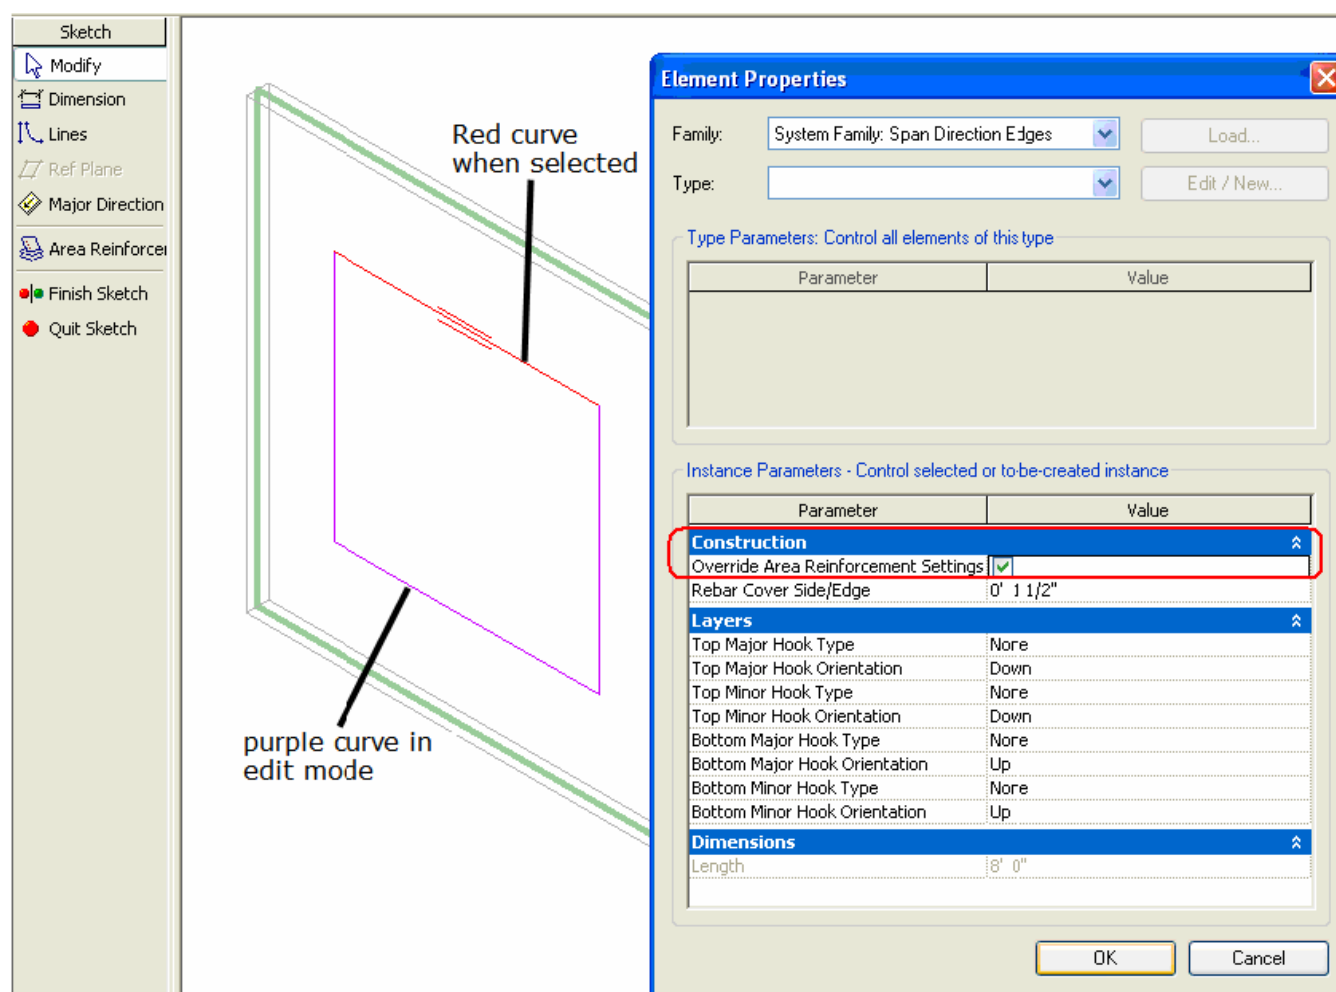 Sketch
Modify
Dimension
Lines
Ref Plane
Major Direction
Area Reinforcer
Finish Sketch
Quit Sketch
Red curve
when selected
purple curve in
edit mode
Element Properties
Family: System Family: Span Direction Edges Load...
Type: Edit / New...
Type Parameters: Control all elements of this type
Parameter Value
Instance Parameters - Control selected or to-be-created instance
Parameter Value
Construction
Override Area Reinforcement Settings
Rebar Cover Side/Edge 0' 1 1/2"
Layers
Top Major Hook Type None
Top Major Hook Orientation Down
Top Minor Hook Type None
Top Minor Hook Orientation Down
Bottom Major Hook Type None
Bottom Major Hook Orientation Up
Bottom Minor Hook Type None
Bottom Minor Hook Orientation Up
Dimensions
Length 8' 0"
OK Cancel